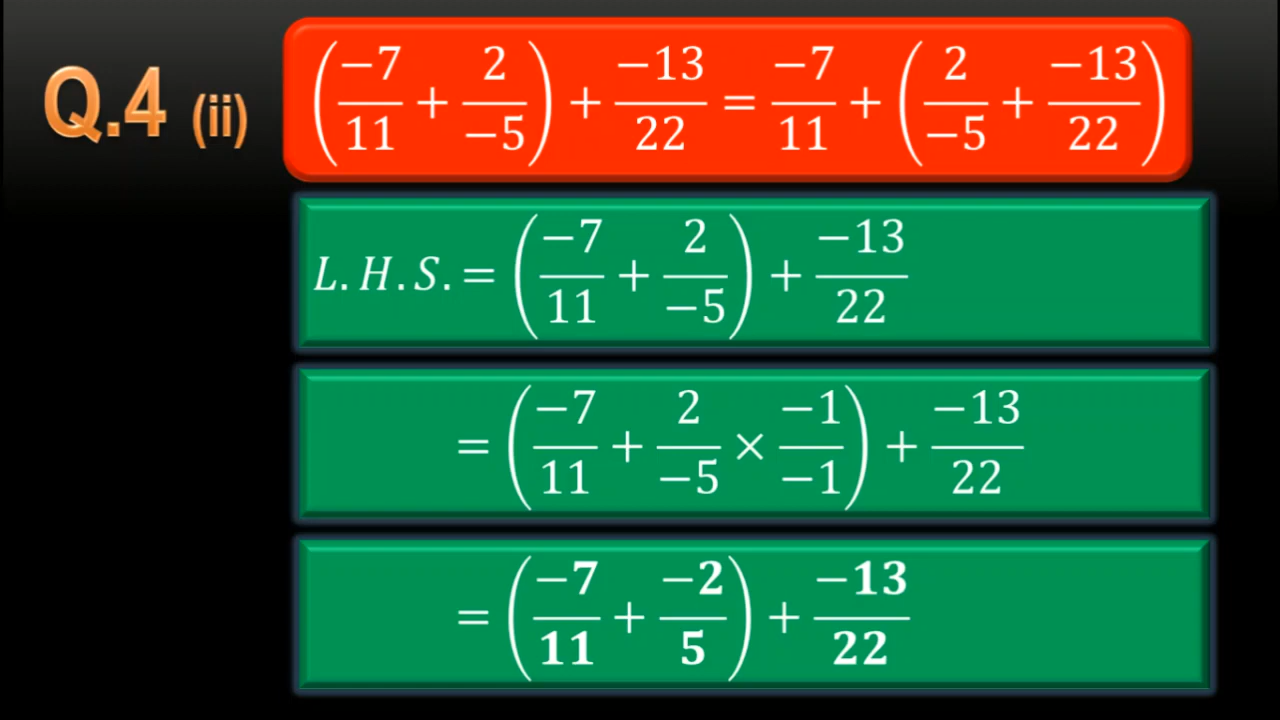 Q.4 (ii) (−7/11 + 2/−5) + −13/22 = −7/11 + (2/−5 + −13/22)
L.H.S. = (−7/11 + 2/−5) + −13/22
= (−7/11 + 2/−5 × −1/−1) + −13/22
= (−7/11 + −2/5) + −13/22